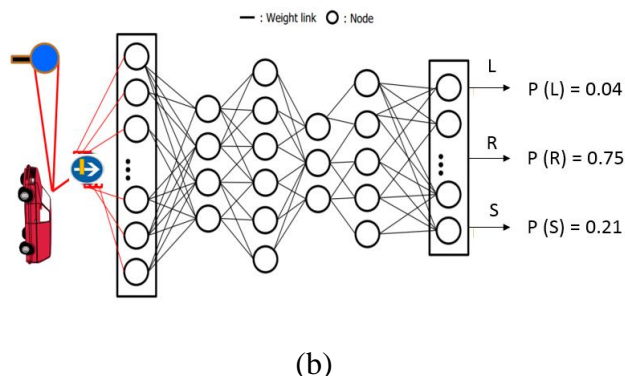 — : Weight link O : Node
L
P (L) = 0.04
R
P (R) = 0.75
S
P (S) = 0.21
(b)